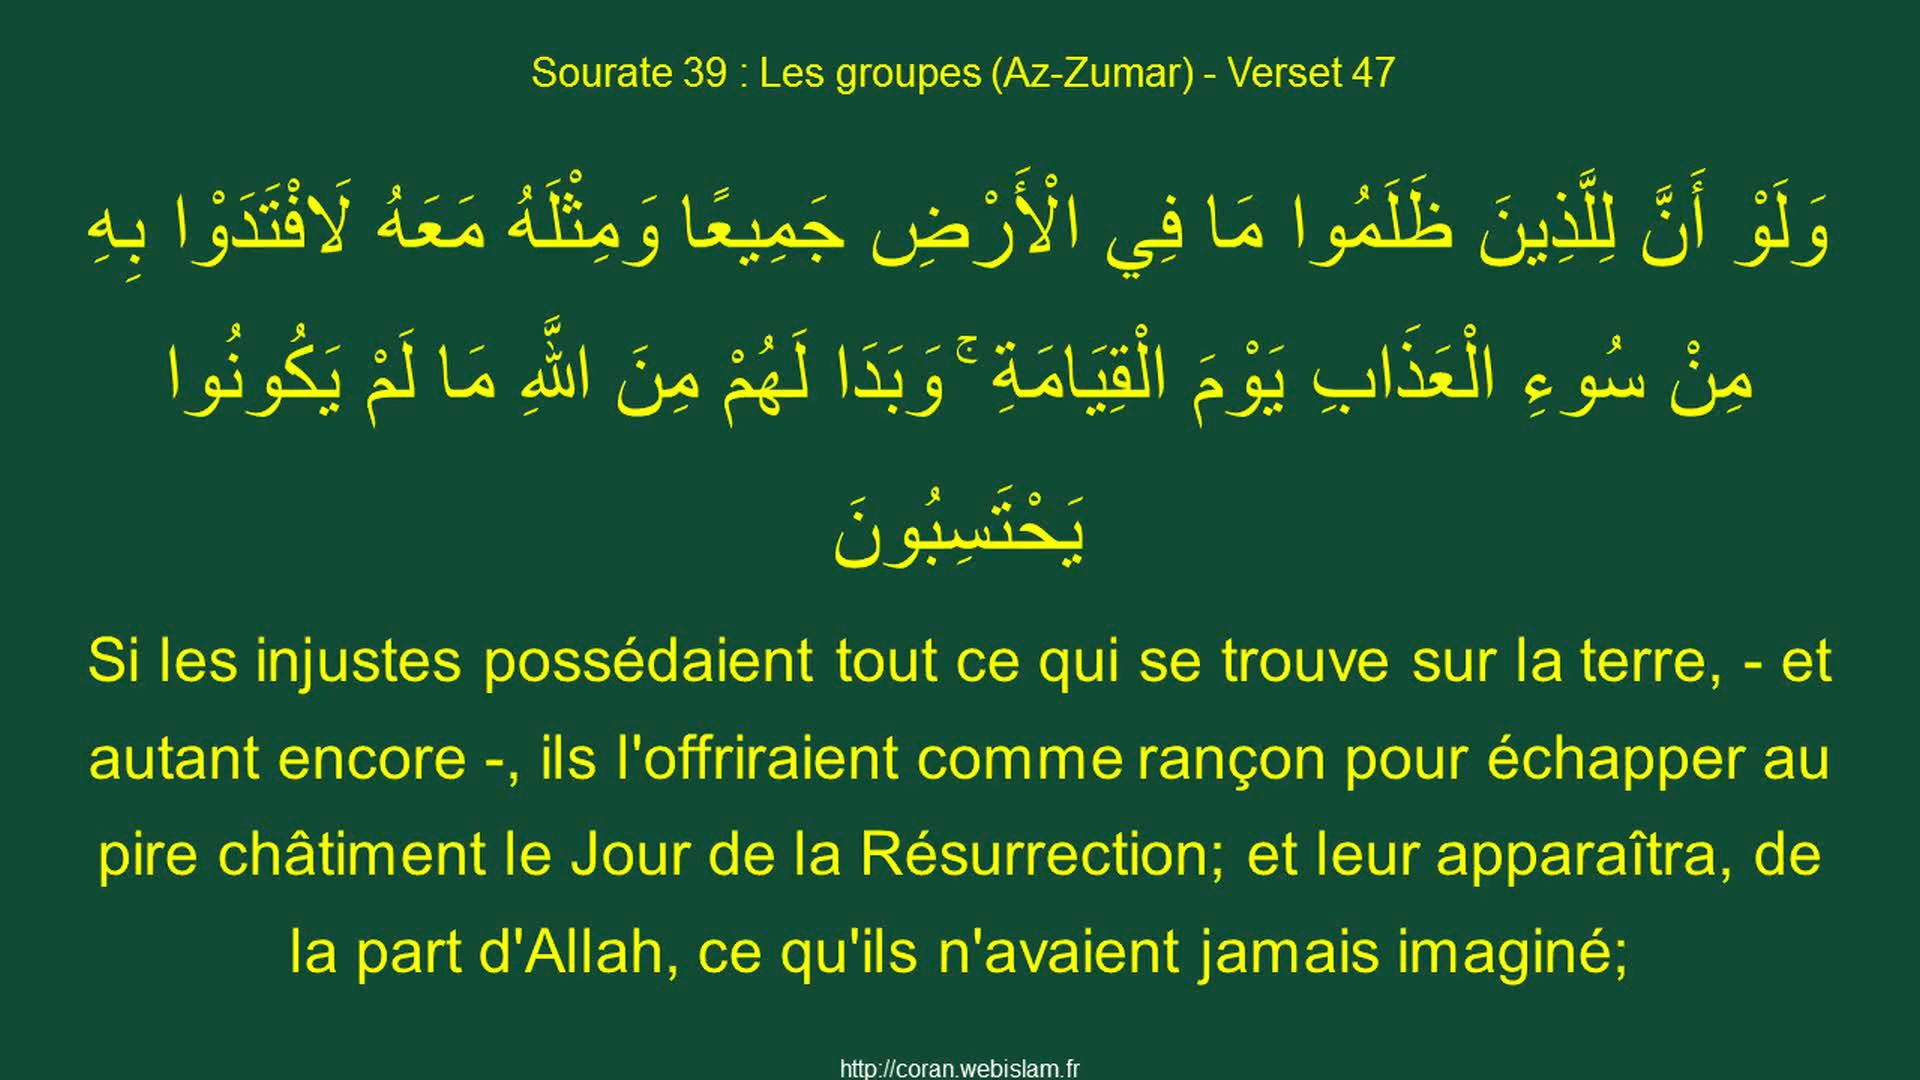 Sourate 39 : Les groupes (Az-Zumar) - Verset 47
وَلَوْ أَنَّ لِلَّذِينَ ظَلَمُوا مَا فِي الْأَرْضِ جَمِيعًا وَمِثْلَهُ مَعَهُ لَافْتَدَوْا بِهِ
مِنْ سُوءِ الْعَذَابِ يَوْمَ الْقِيَامَةِ ۚ وَبَدَا لَهُمْ مِنَ اللَّهِ مَا لَمْ يَكُونُوا
يَحْتَسِبُونَ
Si les injustes possédaient tout ce qui se trouve sur la terre, - et
autant encore -, ils l'offriraient comme rançon pour échapper au
pire châtiment le Jour de la Résurrection; et leur apparaîtra, de
la part d'Allah, ce qu'ils n'avaient jamais imaginé;
http://coran.webislam.fr